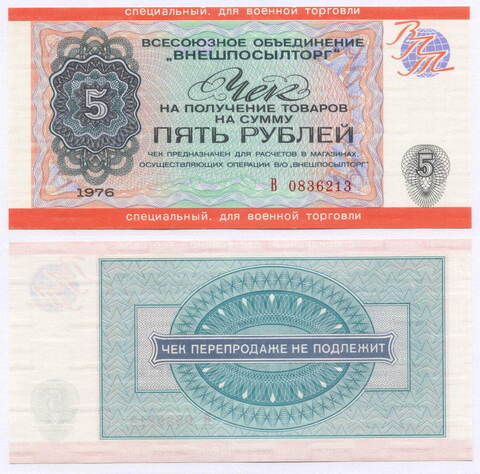 специальный. для военной торговли
ВПТ
ВСЕСОЮЗНОЕ ОБЪЕДИНЕНИЕ
„ВНЕШПОСЫЛТОРГ"
Чек
НА ПОЛУЧЕНИЕ ТОВАРОВ
НА СУММУ
ПЯТЬ РУБЛЕЙ
5
ЧЕК ПРЕДНАЗНАЧЕН ДЛЯ РАСЧЕТОВ В МАГАЗИНАХ,
ОСУЩЕСТВЛЯЮЩИХ ОПЕРАЦИИ В/О „ВНЕШПОСЫЛТОРГ"
5
1976
В 0836213
специальный. для военной торговли
ЧЕК ПЕРЕПРОДАЖЕ НЕ ПОДЛЕЖИТ